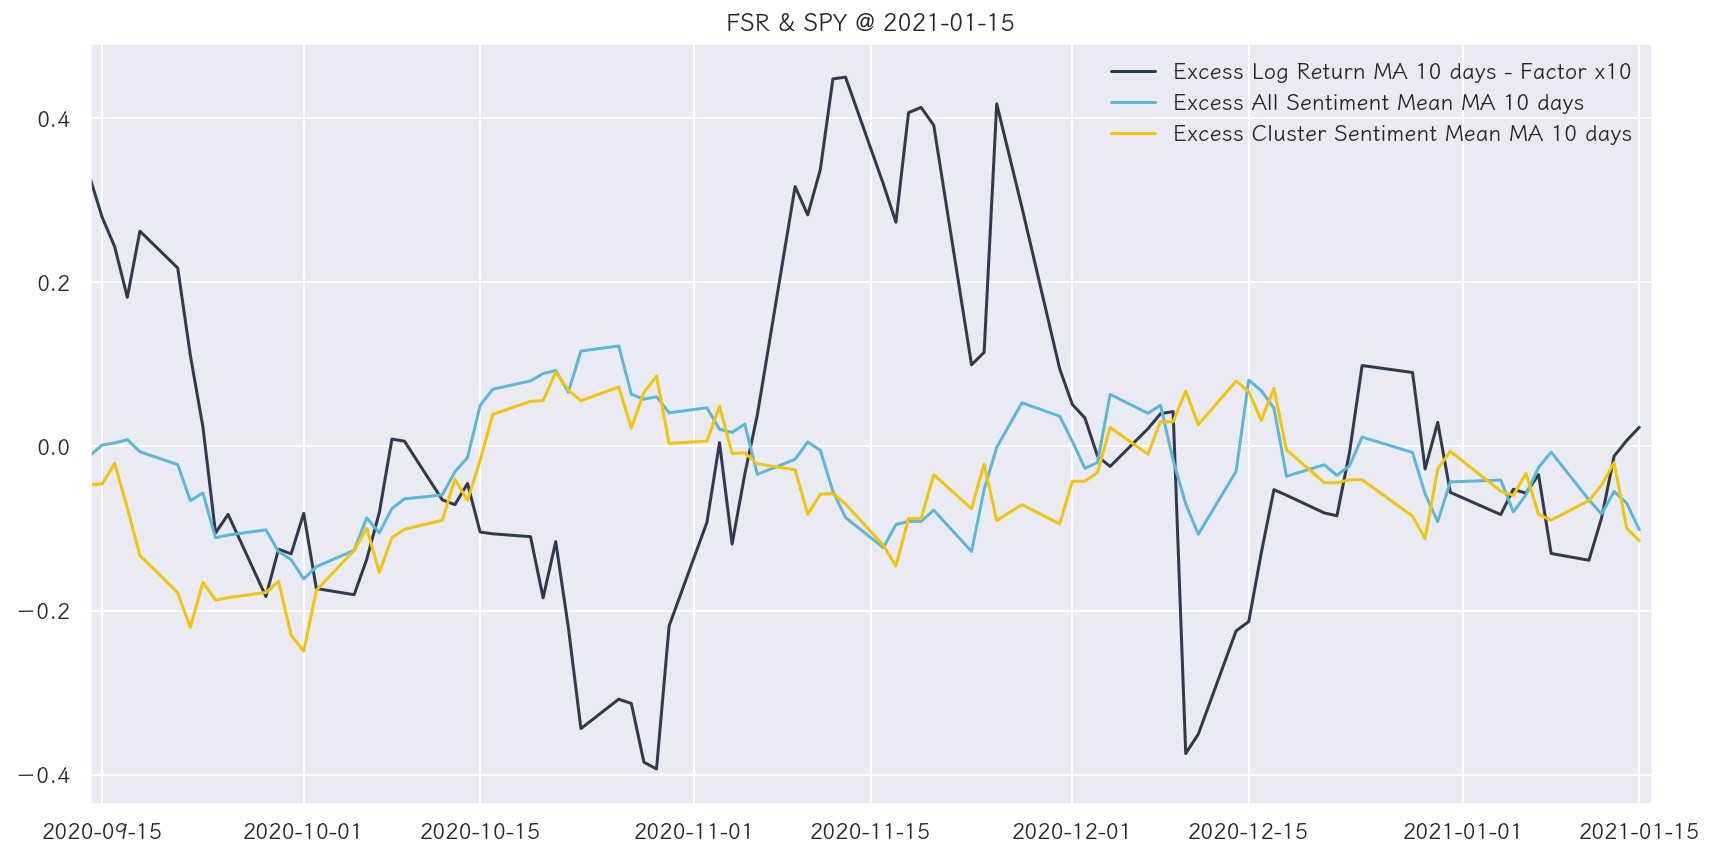 FSR & SPY @ 2021-01-15
Excess Log Return MA 10 days - Factor x10
Excess All Sentiment Mean MA 10 days
Excess Cluster Sentiment Mean MA 10 days
0.4
0.2
0.0
−0.2
−0.4
2020-09-15 2020-10-01 2020-10-15 2020-11-01 2020-11-15 2020-12-01 2020-12-15 2021-01-01 2021-01-15